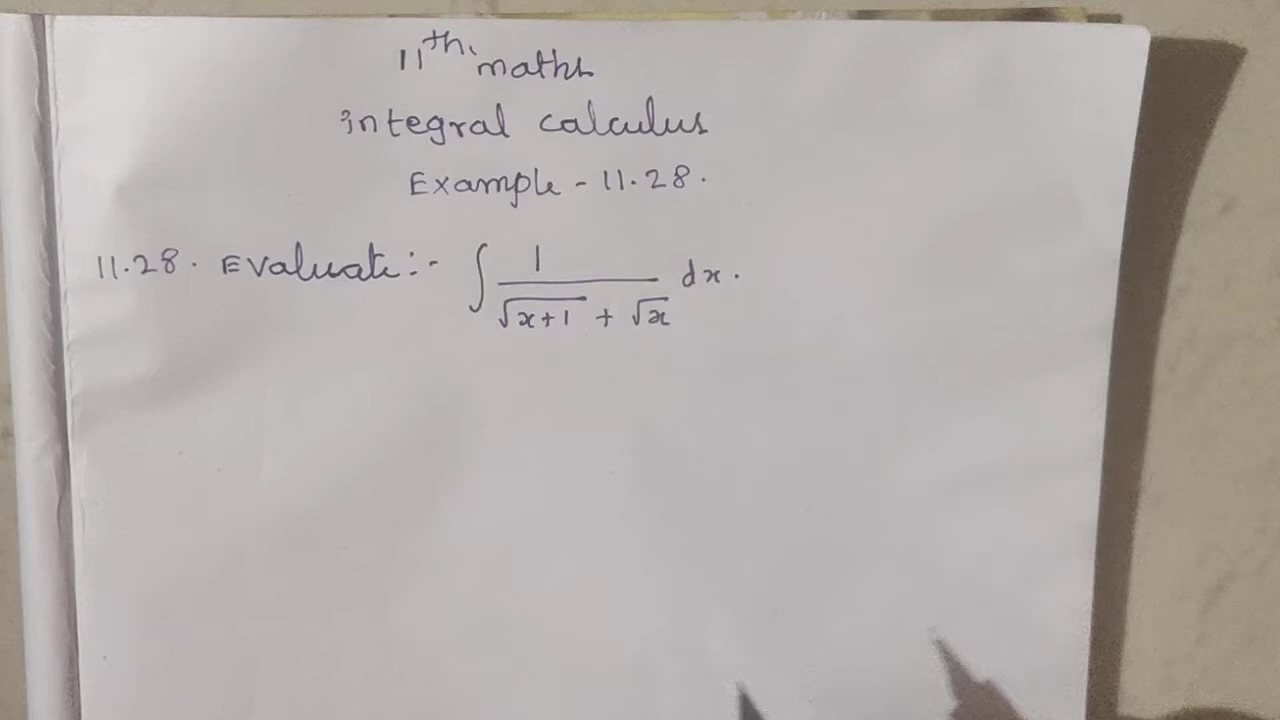 11th. maths
integral calculus
Example - 11.28.
11.28. Evaluate:- ∫ 1/(√(x+1) + √x) dx.